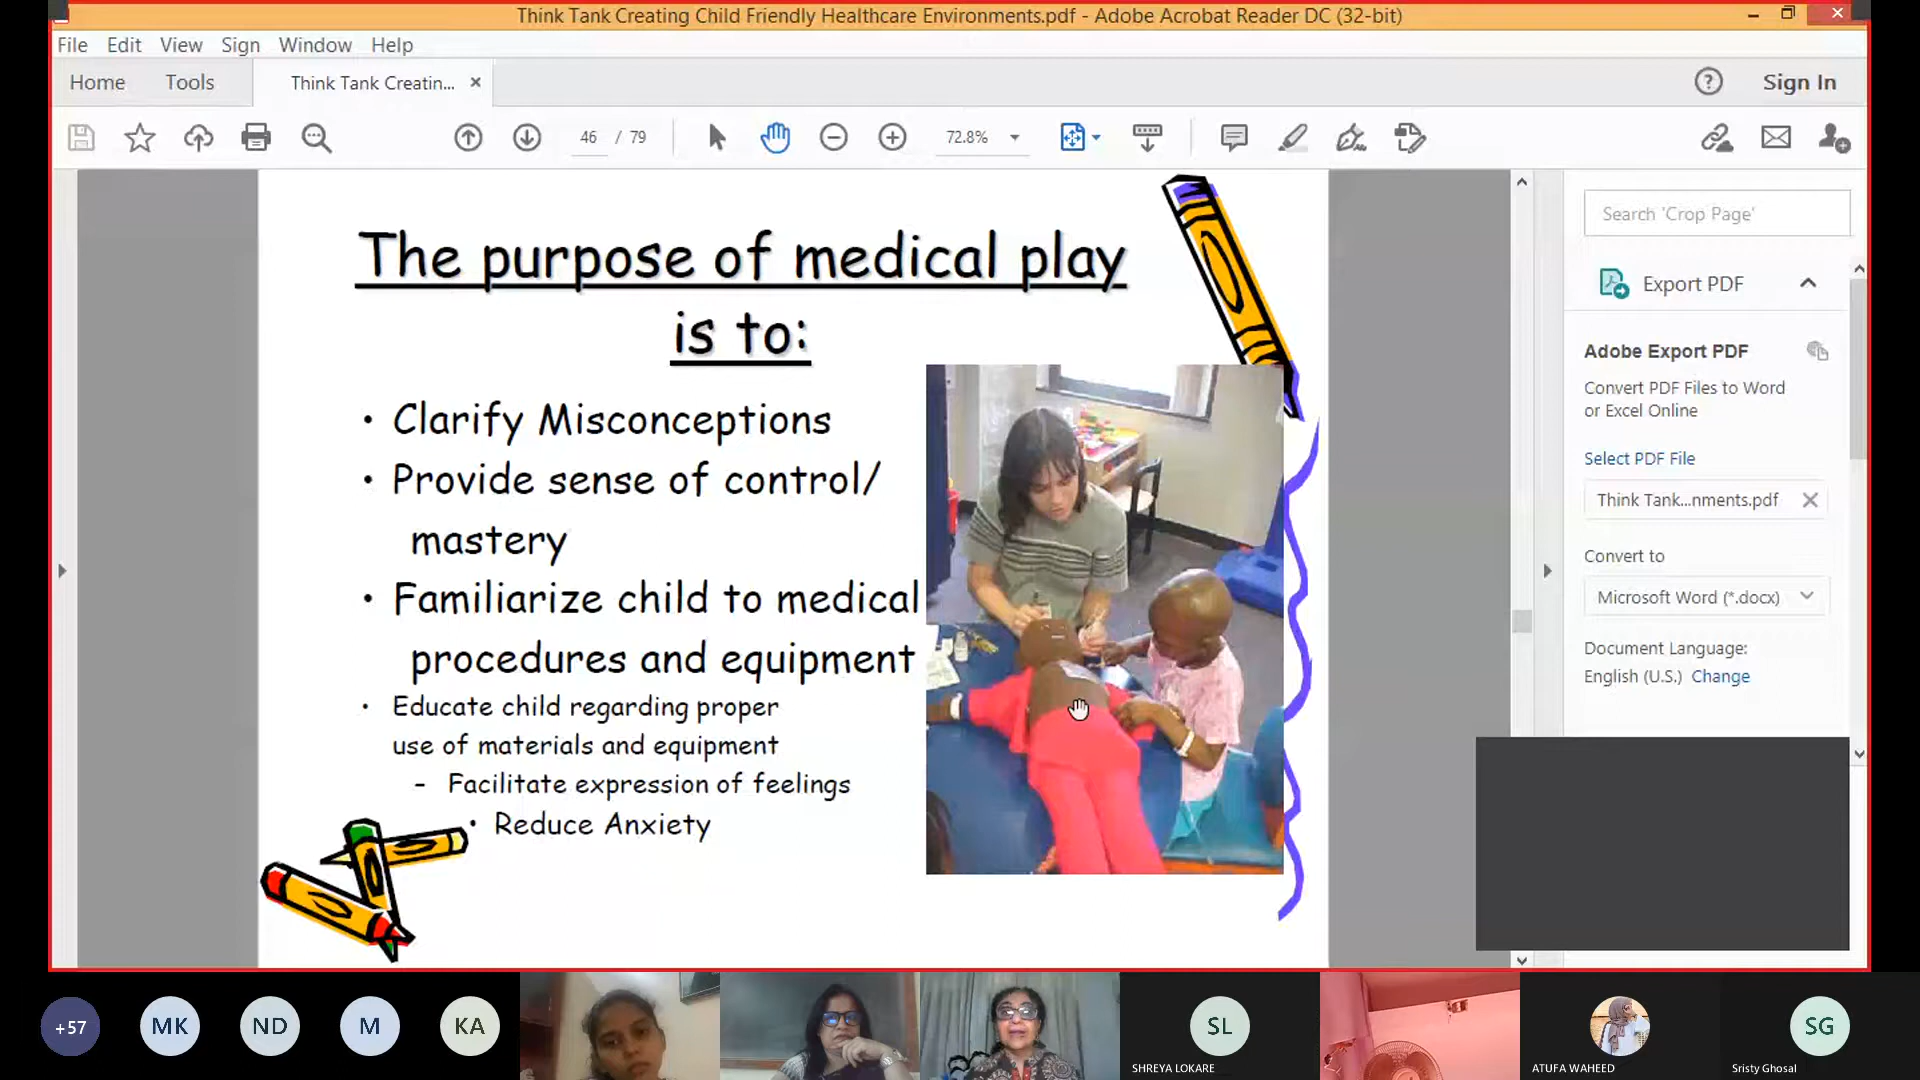 Think Tank Creating Child Friendly Healthcare Environments.pdf - Adobe Acrobat Reader DC (32-bit)
File Edit View Sign Window Help
Home Tools Think Tank Creatin... ×
Sign In
46 / 79
72.8%
The purpose of medical play
is to:
• Clarify Misconceptions
• Provide sense of control/
mastery
• Familiarize child to medical
procedures and equipment
• Educate child regarding proper
use of materials and equipment
– Facilitate expression of feelings
• Reduce Anxiety
Search 'Crop Page'
Export PDF
Adobe Export PDF
Convert PDF Files to Word
or Excel Online
Select PDF File
Think Tank...nments.pdf
Convert to
Microsoft Word (*.docx)
Document Language:
English (U.S.) Change
+57
MK
ND
M
KA
SL
SHREYA LOKARE
ATUFA WAHEED
SG
Sristy Ghosal